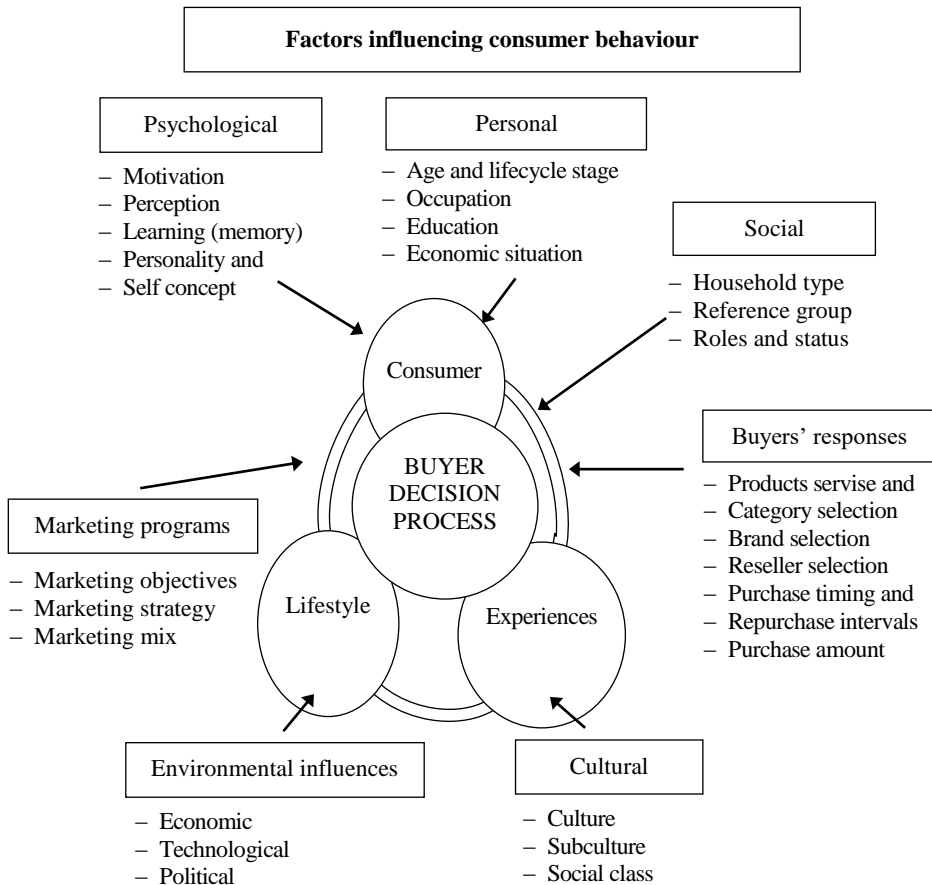 Factors influencing consumer behaviour
Psychological
– Motivation
– Perception
– Learning (memory)
– Personality and
– Self concept
Personal
– Age and lifecycle stage
– Occupation
– Education
– Economic situation
Social
– Household type
– Reference group
– Roles and status
Consumer
BUYER
DECISION
PROCESS
Lifestyle
Experiences
Buyers’ responses
– Products servise and
– Category selection
– Brand selection
– Reseller selection
– Purchase timing and
– Repurchase intervals
– Purchase amount
Marketing programs
– Marketing objectives
– Marketing strategy
– Marketing mix
Environmental influences
– Economic
– Technological
– Political
Cultural
– Culture
– Subculture
– Social class